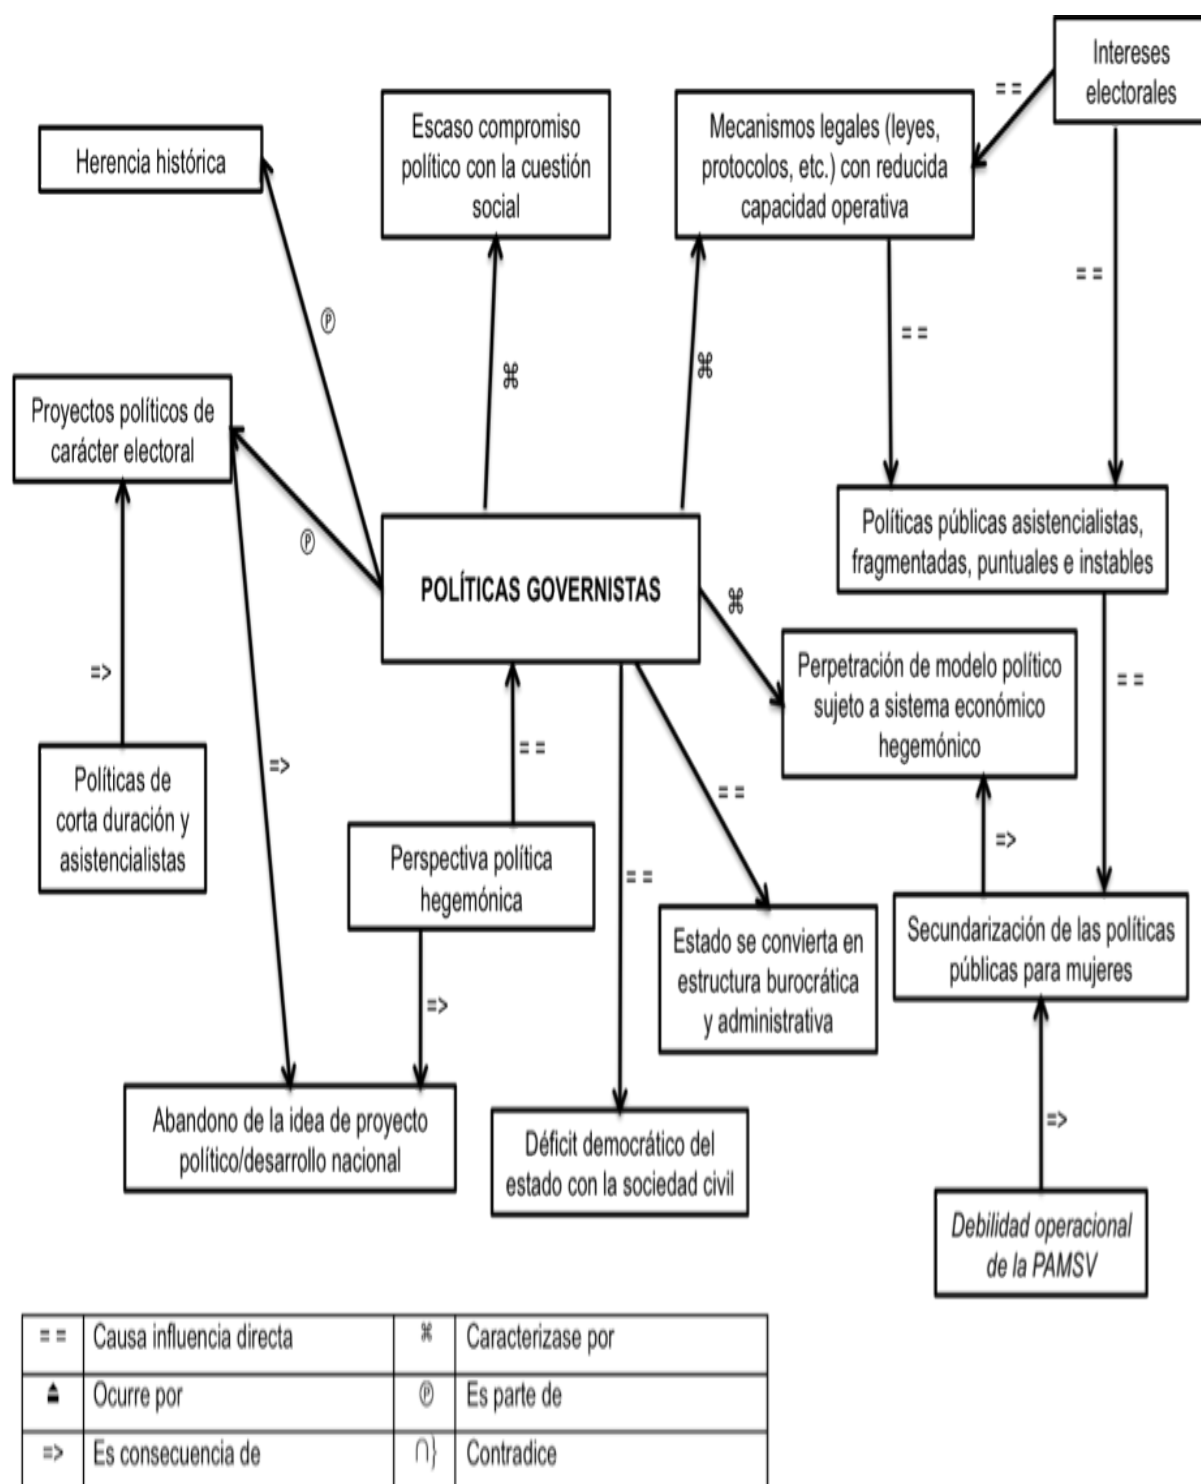 Intereses
electorales
= =
Escaso compromiso
político con la cuestión
social
Mecanismos legales (leyes,
protocolos, etc.) con reducida
capacidad operativa
Herencia histórica
= =
Ⓟ
= =
⌘
⌘
Proyectos políticos de
carácter electoral
Ⓟ
Políticas públicas asistencialistas,
fragmentadas, puntuales e instables
POLÍTICAS GOVERNISTAS
⌘
Perpetración de modelo político
sujeto a sistema económico
hegemónico
= =
=>
=>
= =
= =
Políticas de
corta duración y
asistencialistas
Perspectiva política
hegemónica
=>
= =
Estado se convierta en
estructura burocrática
y administrativa
Secundarización de las políticas
públicas para mujeres
=>
Abandono de la idea de proyecto
político/desarrollo nacional
Déficit democrático del
estado con la sociedad civil
=>
Debilidad operacional
de la PAMSV
= = Causa influencia directa ⌘ Caracterizase por
⏏ Ocurre por Ⓟ Es parte de
=> Es consecuencia de ∩} Contradice